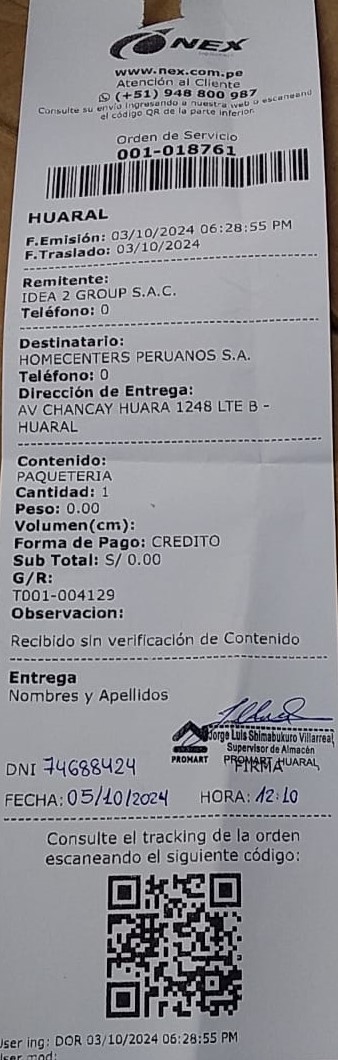 NEX
www.nex.com.pe
Atención al Cliente
(+51) 948 800 987
Consulte su envío ingresando a nuestra web o escaneand
el código QR de la parte inferior.
Orden de Servicio
001-018761
HUARAL
F.Emisión: 03/10/2024 06:28:55 PM
F.Traslado: 03/10/2024
Remitente:
IDEA 2 GROUP S.A.C.
Teléfono: 0
Destinatario:
HOMECENTERS PERUANOS S.A.
Teléfono: 0
Dirección de Entrega:
AV CHANCAY HUARA 1248 LTE B -
HUARAL
Contenido:
PAQUETERIA
Cantidad: 1
Peso: 0.00
Volumen(cm):
Forma de Pago: CREDITO
Sub Total: S/ 0.00
G/R:
T001-004129
Observacion:
Recibido sin verificación de Contenido
Entrega
Nombres y Apellidos
Jorge Luis Shimabukuro Villarreal
Supervisor de Almacén
PROMART PROMART HUARAL
FIRMA
DNI 74688424
FECHA: 05/10/2024 HORA: 12:10
Consulte el tracking de la orden
escaneando el siguiente código:
User ing: DOR 03/10/2024 06:28:55 PM
User mod: